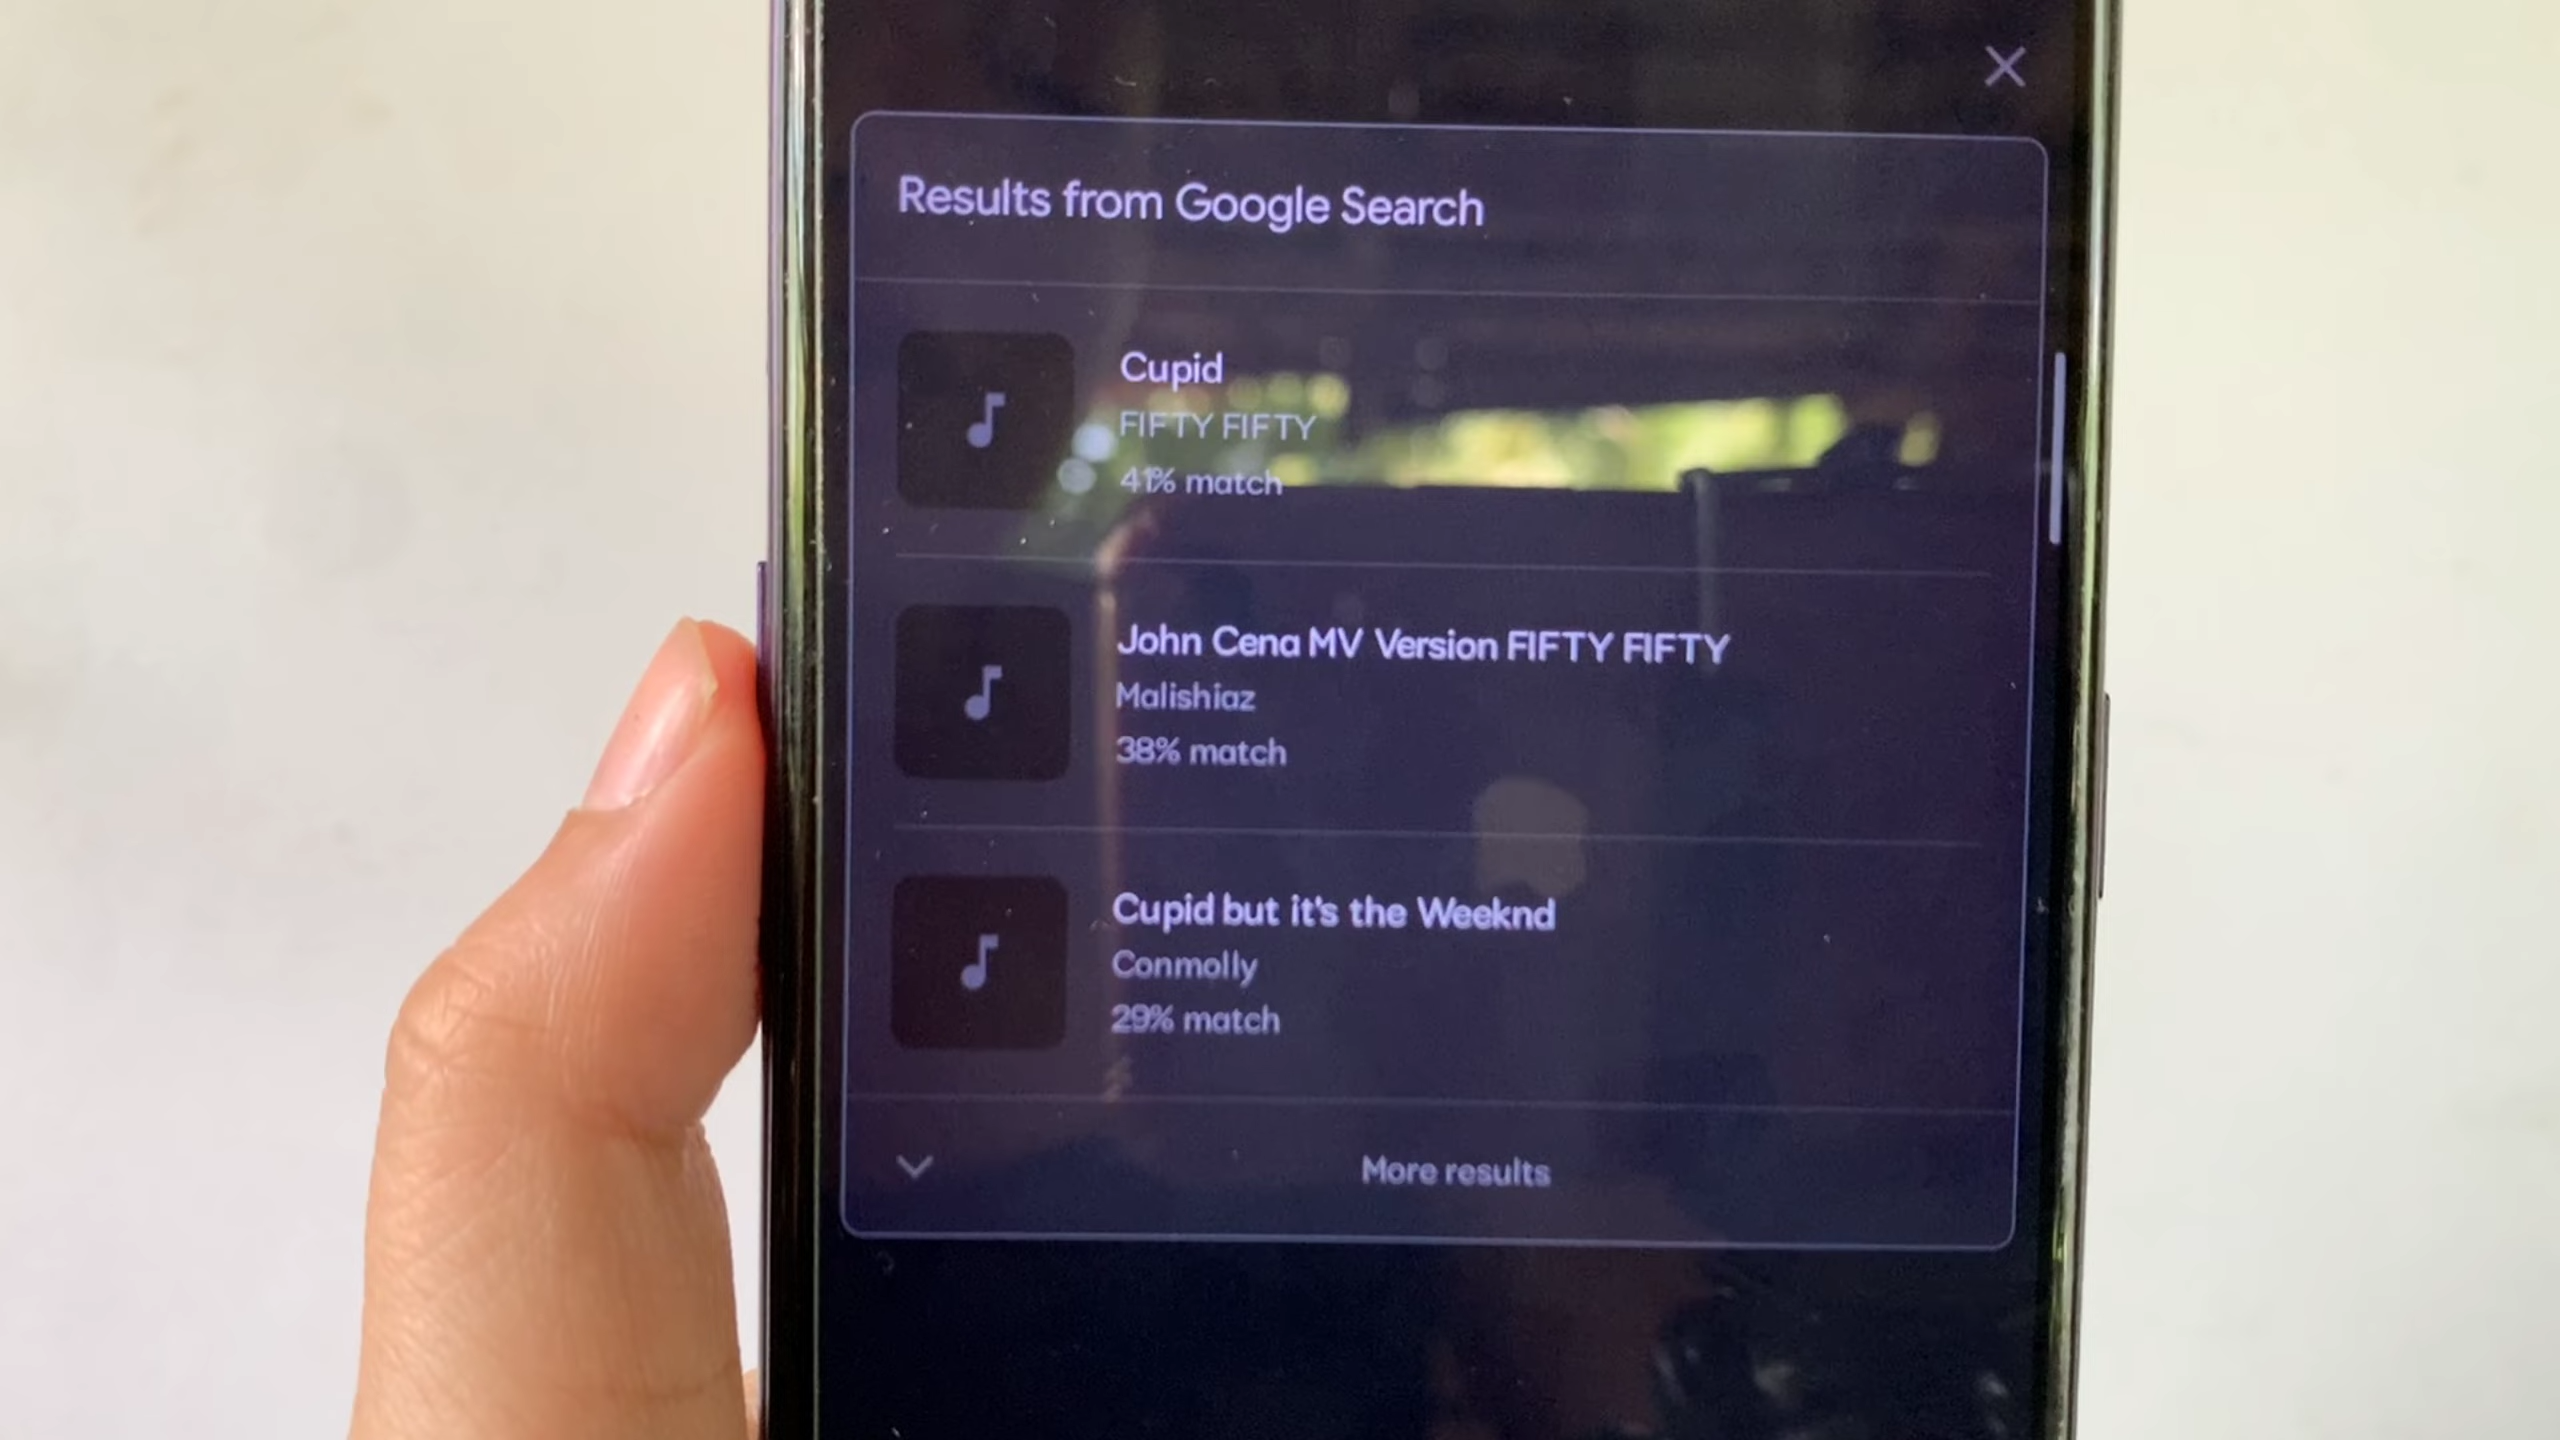 Results from Google Search
Cupid
FIFTY FIFTY
41% match
John Cena MV Version FIFTY FIFTY
Malishiaz
38% match
Cupid but it's the Weeknd
Conmolly
29% match
More results